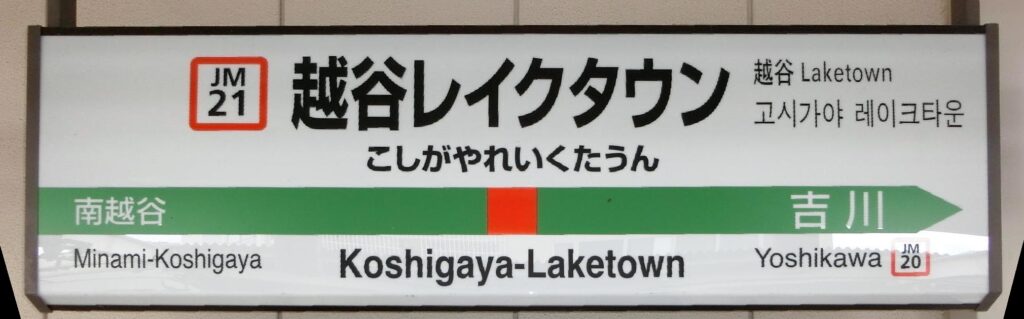 JM
21
越谷レイクタウン
越谷 Laketown
고시가야 레이크타운
こしがやれいくたうん
南越谷
吉川
Minami-Koshigaya
Koshigaya-Laketown
Yoshikawa
JM
20